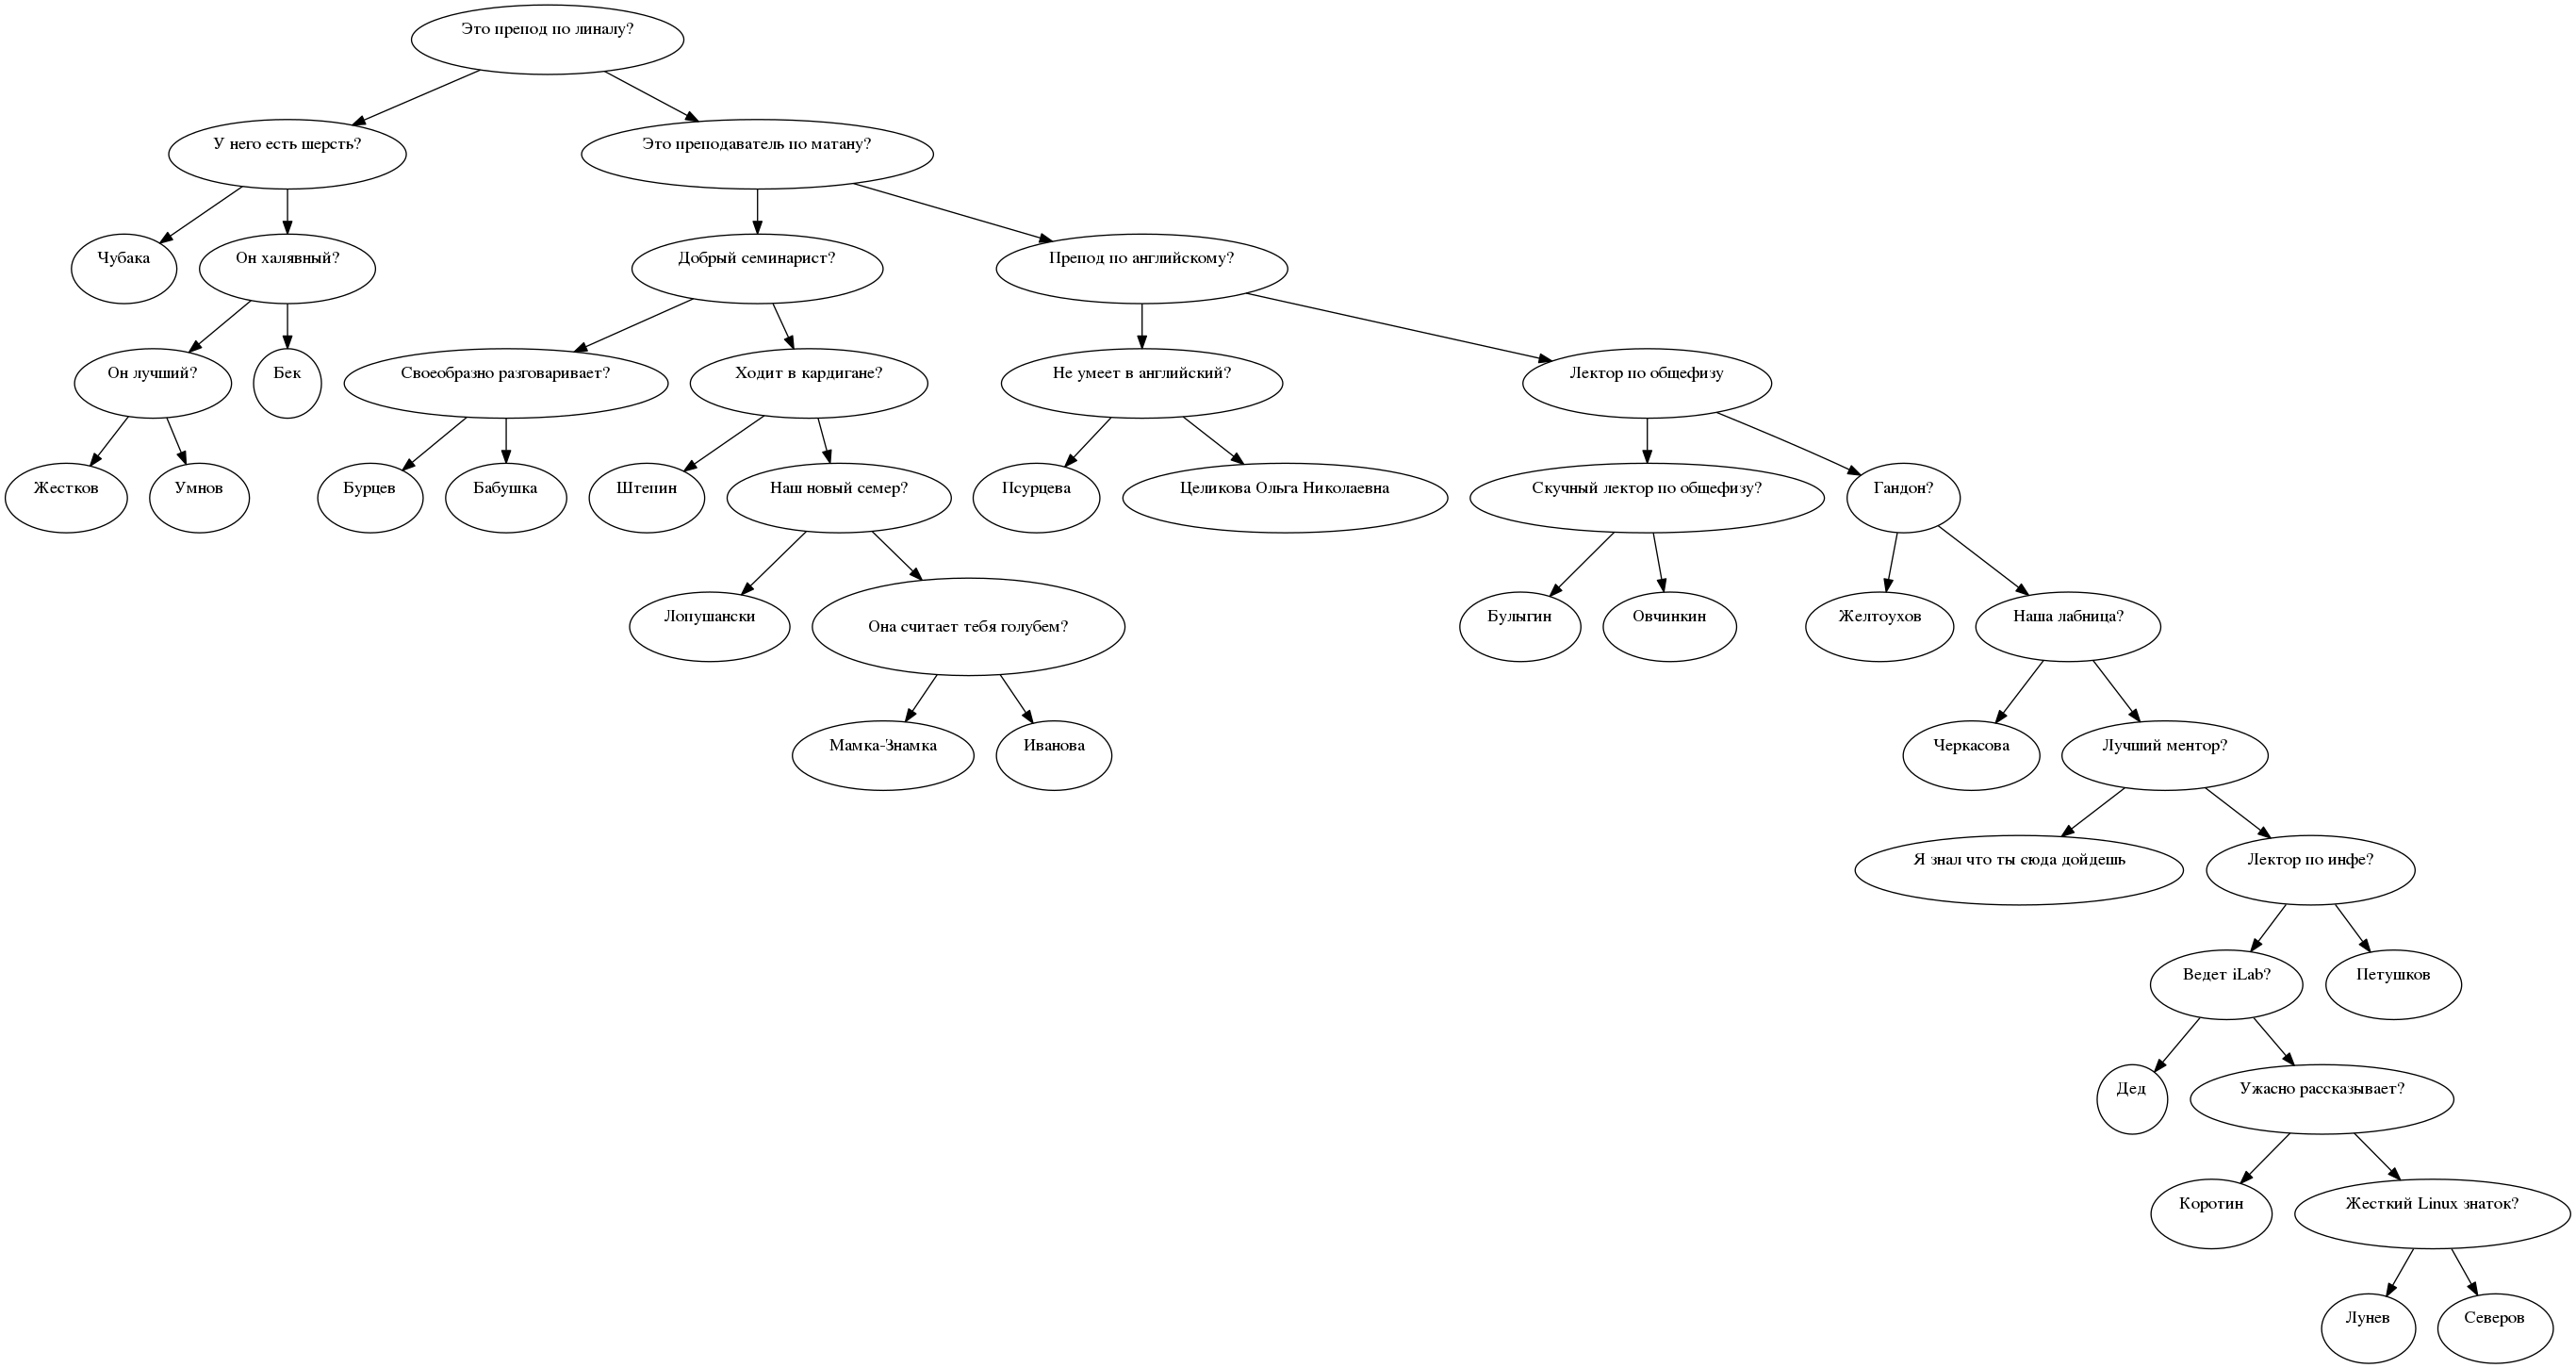 Это препод по линалу?
У него есть шерсть?
Это преподаватель по матану?
Чубака
Он халявный?
Добрый семинарист?
Препод по английскому?
Он лучший?
Бек
Своеобразно разговаривает?
Ходит в кардигане?
Не умеет в английский?
Лектор по общефизу
Жестков
Умнов
Бурцев
Бабушка
Штепин
Наш новый семер?
Псурцева
Целикова Ольга Николаевна
Скучный лектор по общефизу?
Гандон?
Лопушански
Она считает тебя голубем?
Булыгин
Овчинкин
Желтоухов
Наша лабница?
Мамка-Знамка
Иванова
Черкасова
Лучший ментор?
Я знал что ты сюда дойдешь
Лектор по инфе?
Ведет iLab?
Петушков
Дед
Ужасно рассказывает?
Коротин
Жесткий Linux знаток?
Лунев
Северов